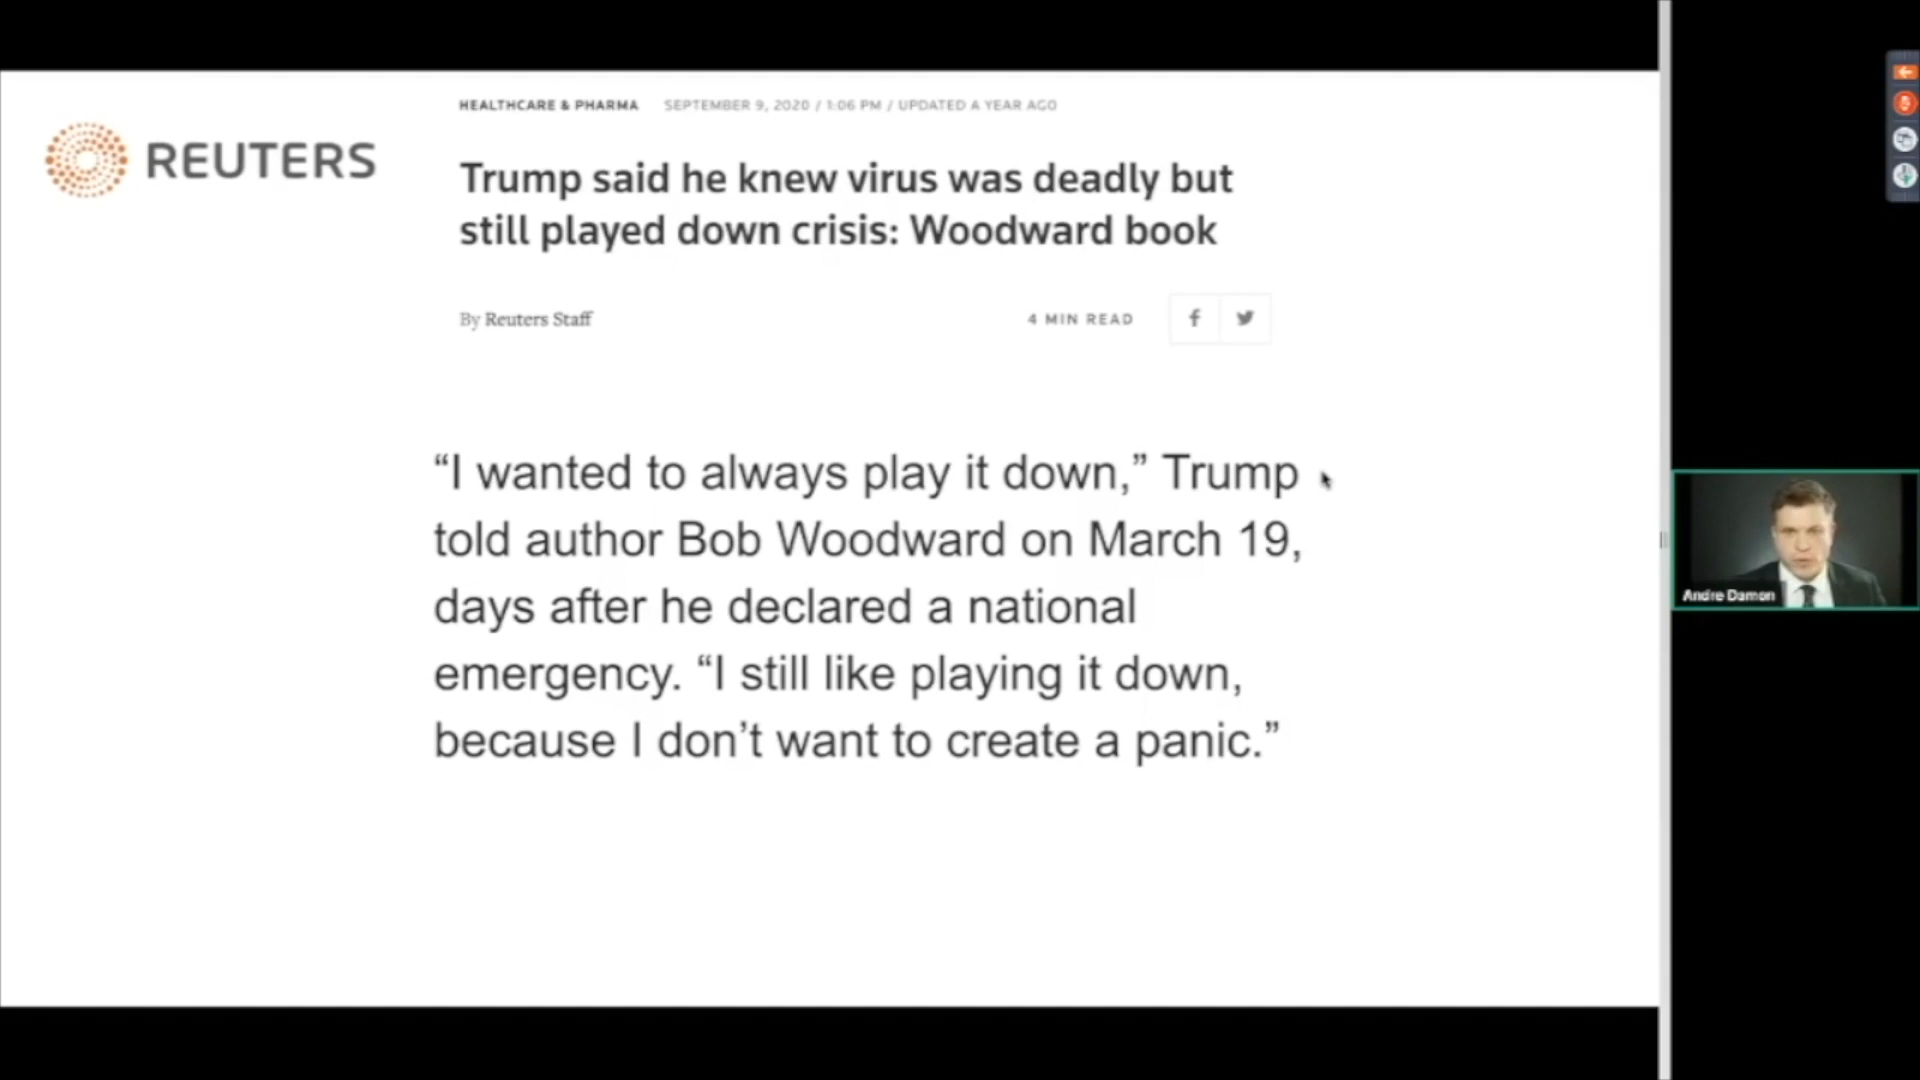 HEALTHCARE & PHARMA SEPTEMBER 9, 2020 / 1:06 PM / UPDATED A YEAR AGO
REUTERS
Trump said he knew virus was deadly but
still played down crisis: Woodward book
By Reuters Staff
4 MIN READ
“I wanted to always play it down,” Trump
told author Bob Woodward on March 19,
days after he declared a national
emergency. “I still like playing it down,
because I don’t want to create a panic.”
Andre Damon